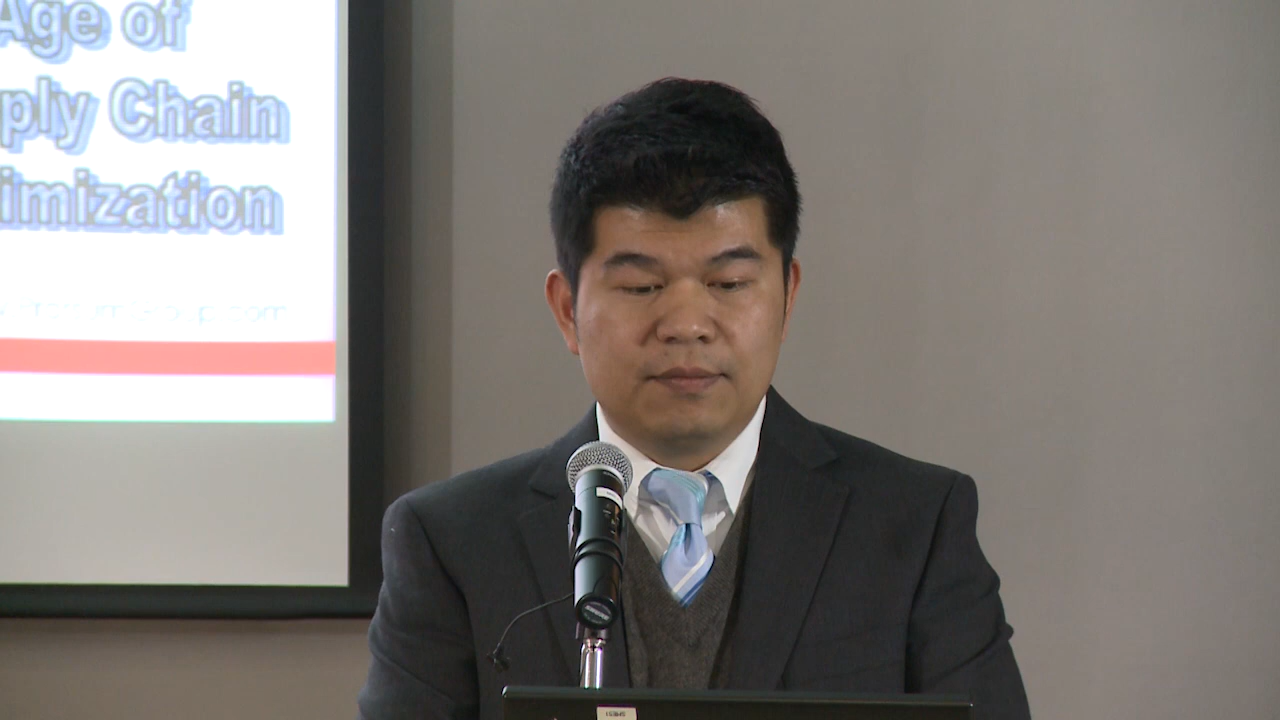 Age of
ply Chain
imization